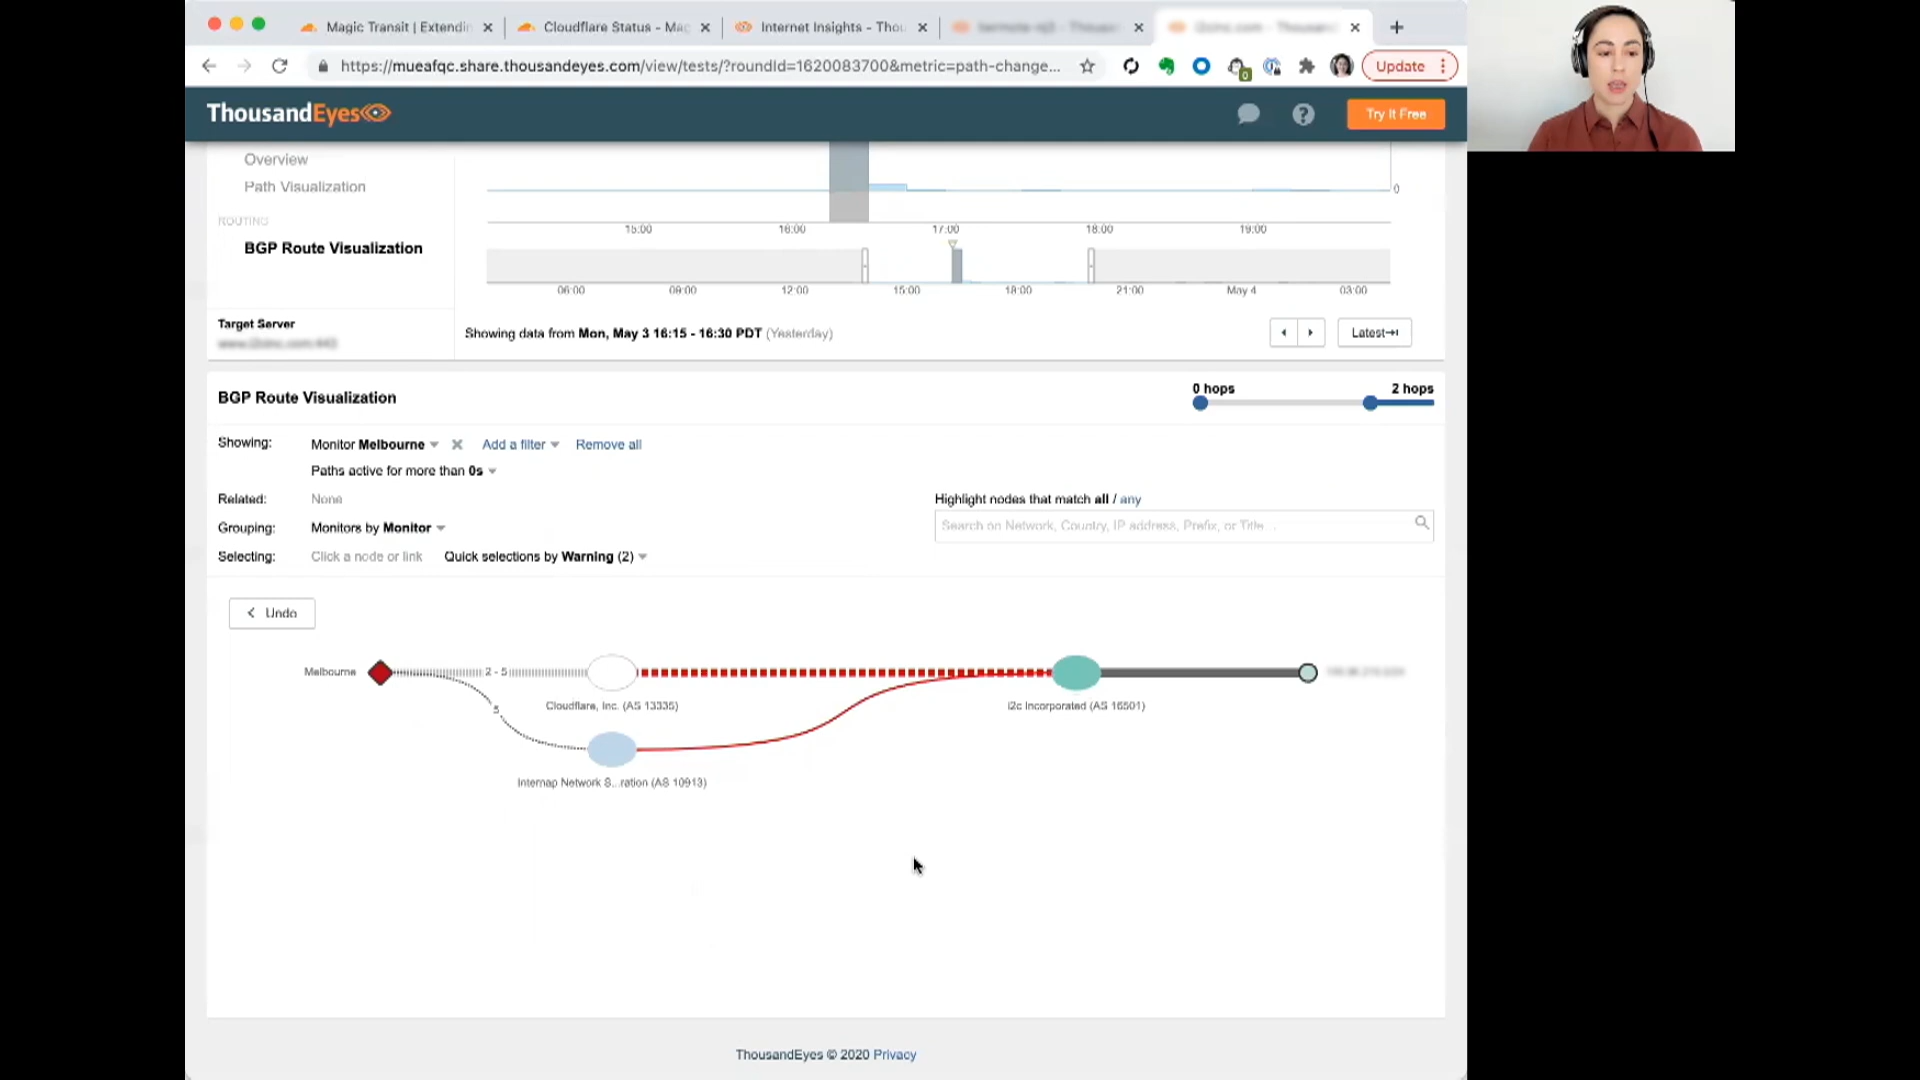 Magic Transit | Extendin
Cloudflare Status - Mag
Internet Insights - Thou
https://mueafqc.share.thousandeyes.com/view/tests/?roundId=1620083700&metric=path-change...
0
Update
ThousandEyes
?
Try It Free
Overview
Path Visualization
ROUTING
BGP Route Visualization
0
15:00
16:00
17:00
18:00
19:00
06:00
09:00
12:00
15:00
18:00
21:00
May 4
03:00
Target Server
Showing data from Mon, May 3 16:15 - 16:30 PDT (Yesterday)
Latest
BGP Route Visualization
0 hops
2 hops
Showing:
Monitor Melbourne
Add a filter
Remove all
Paths active for more than 0s
Related:
None
Highlight nodes that match all / any
Grouping:
Monitors by Monitor
Search on Network, Country, IP address, Prefix, or Title ...
Selecting:
Click a node or link
Quick selections by Warning (2)
Undo
Melbourne
2 - 5
Cloudflare, Inc. (AS 13335)
i2c Incorporated (AS 16501)
Internap Network S...ration (AS 10913)
ThousandEyes © 2020 Privacy